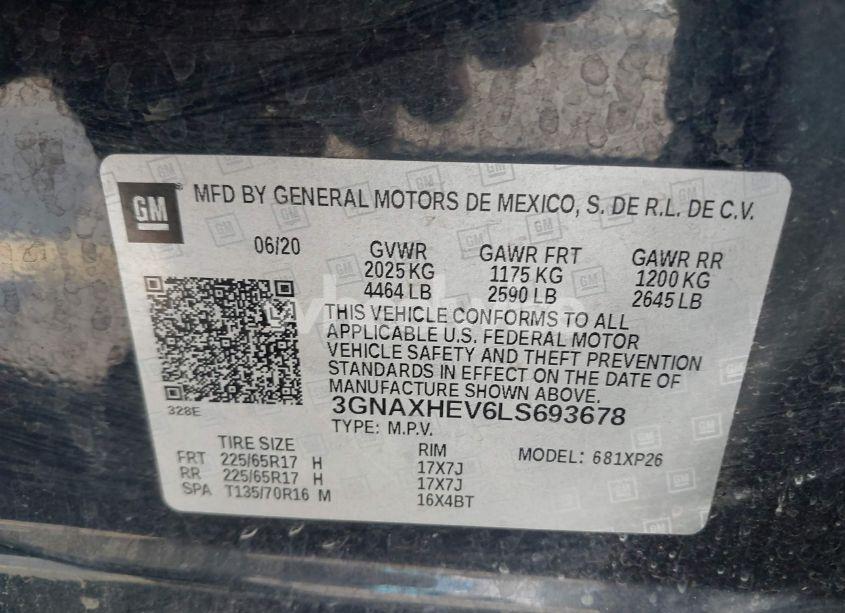 GM
MFD BY GENERAL MOTORS DE MEXICO, S. DE R.L. DE C.V.
06/20 GVWR GAWR FRT GAWR RR
2025 KG 1175 KG 1200 KG
4464 LB 2590 LB 2645 LB
THIS VEHICLE CONFORMS TO ALL
APPLICABLE U.S. FEDERAL MOTOR
VEHICLE SAFETY AND THEFT PREVENTION
STANDARDS IN EFFECT ON THE DATE OF
MANUFACTURE SHOWN ABOVE.
328E
3GNAXHEV6LS693678
TYPE: M.P.V.
TIRE SIZE RIM MODEL: 681XP26
FRT 225/65R17 H 17X7J
RR 225/65R17 H 17X7J
SPA T135/70R16 M 16X4BT